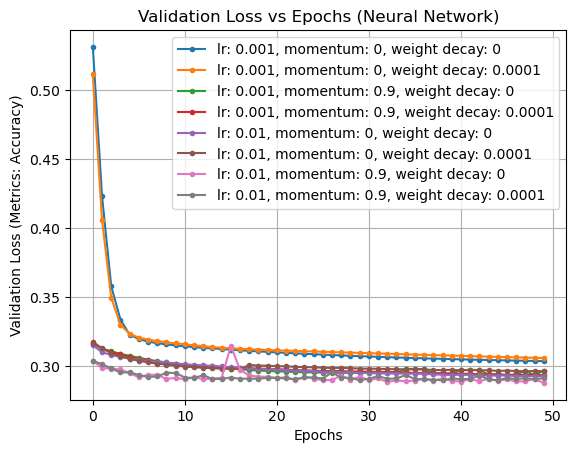 Validation Loss vs Epochs (Neural Network)
lr: 0.001, momentum: 0, weight decay: 0
lr: 0.001, momentum: 0, weight decay: 0.0001
lr: 0.001, momentum: 0.9, weight decay: 0
lr: 0.001, momentum: 0.9, weight decay: 0.0001
lr: 0.01, momentum: 0, weight decay: 0
lr: 0.01, momentum: 0, weight decay: 0.0001
lr: 0.01, momentum: 0.9, weight decay: 0
lr: 0.01, momentum: 0.9, weight decay: 0.0001
Validation Loss (Metrics: Accuracy)
0.50
0.45
0.40
0.35
0.30
0 10 20 30 40 50
Epochs